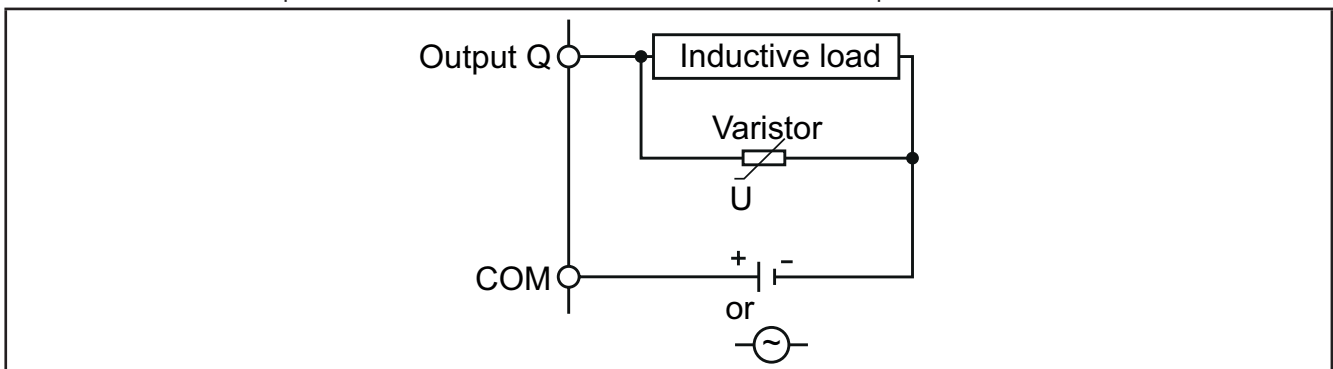 Output Q
Inductive load
Varistor
U
COM
+ −
or
~